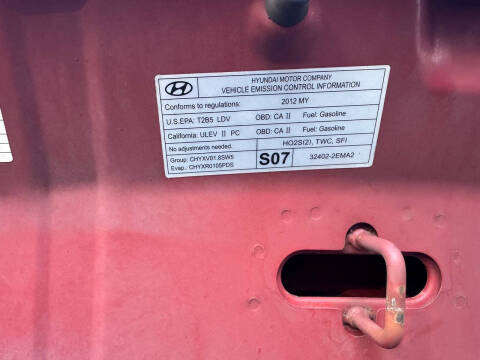 HYUNDAI MOTOR COMPANY
VEHICLE EMISSION CONTROL INFORMATION
Conforms to regulations: 2012 MY
U.S.EPA: T2B5 LDV OBD: CA II Fuel: Gasoline
California: ULEV II PC OBD: CA II Fuel: Gasoline
No adjustments needed. HO2S(2), TWC, SFI
Group: CHYXV01.8SW5 S07 32402-2EMA2
Evap.: CHYXR0105PDS